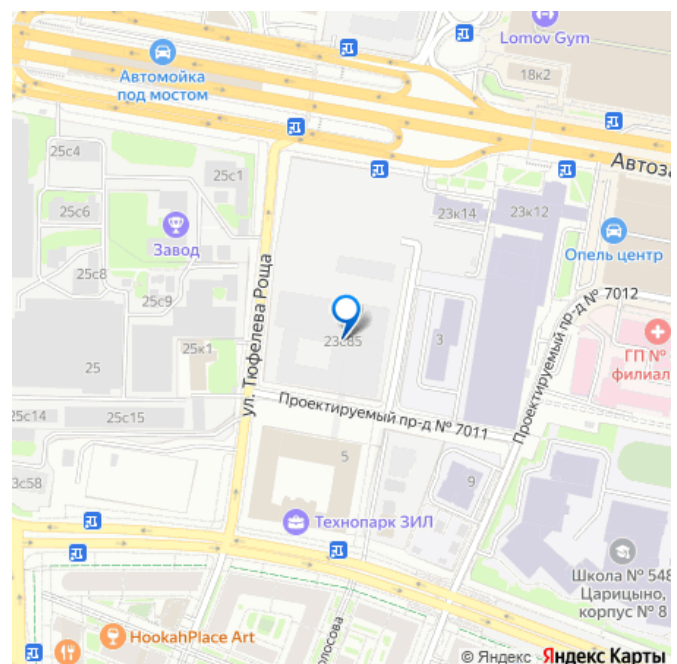 Lomov Gym
Автомойка
под мостом
18к2
Автоза
25с4
25с1
25с6
23к14
23к12
Завод
Опель центр
25с8
ул. Тюфелева Роща
25с9
Проектируемый пр-д № 7012
23с85
3
25к1
ГП №
филиал
25
Проектируемый пр-д № 7011
25с14
25с15
5
3с58
9
Технопарк ЗИЛ
Школа № 548
Царицыно,
корпус № 8
HookahPlace Art
олосова
© Яндекс Яндекс Карты